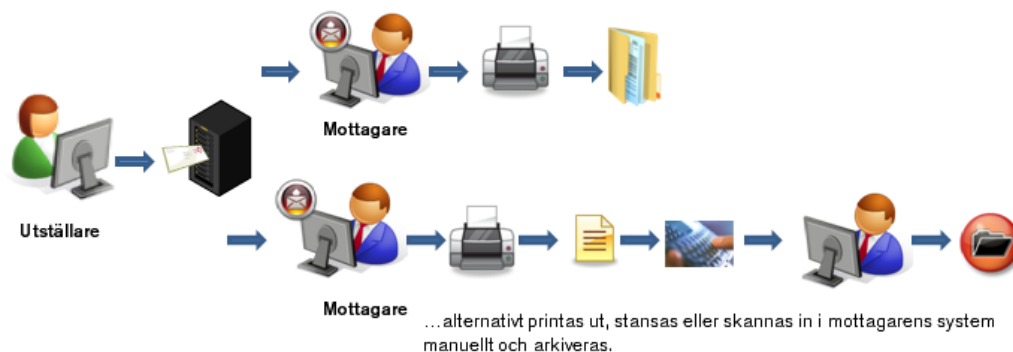 Mottagare
Utställare
Mottagare
…alternativt printas ut, stansas eller skannas in i mottagarens system
manuellt och arkiveras.